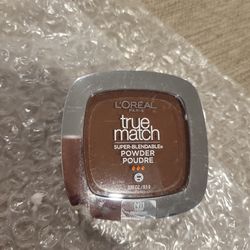 L'ORÉAL
PARIS
true
match
SUPER-BLENDABLE
POWDER
POUDRE